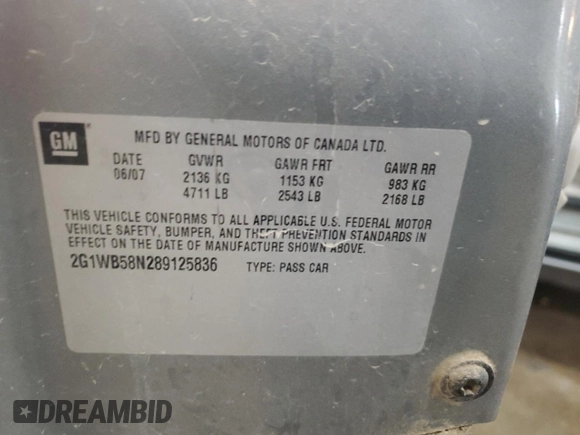 GM
MFD BY GENERAL MOTORS OF CANADA LTD.
DATE GVWR GAWR FRT GAWR RR
06/07 2136 KG 1153 KG 983 KG
4711 LB 2543 LB 2168 LB
THIS VEHICLE CONFORMS TO ALL APPLICABLE U.S. FEDERAL MOTOR
VEHICLE SAFETY, BUMPER, AND THEFT PREVENTION STANDARDS IN
EFFECT ON THE DATE OF MANUFACTURE SHOWN ABOVE.
2G1WB58N289125836 TYPE: PASS CAR
DREAMBID